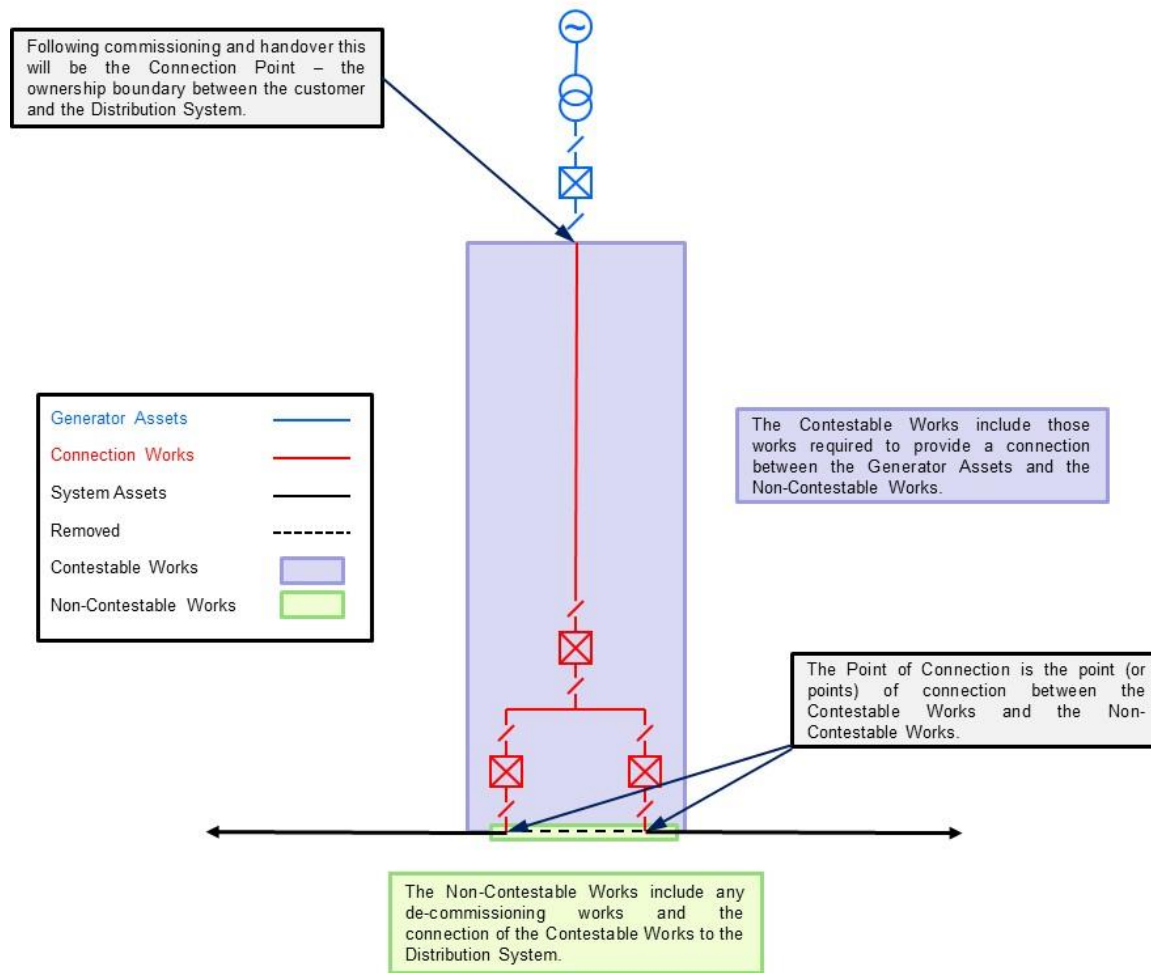 Following commissioning and handover this
will be the Connection Point – the
ownership boundary between the customer
and the Distribution System.
Generator Assets
Connection Works
System Assets
Removed
Contestable Works
Non-Contestable Works
The Contestable Works include those
works required to provide a connection
between the Generator Assets and the
Non-Contestable Works.
The Point of Connection is the point (or
points) of connection between the
Contestable Works and the Non-
Contestable Works.
The Non-Contestable Works include any
de-commissioning works and the
connection of the Contestable Works to the
Distribution System.